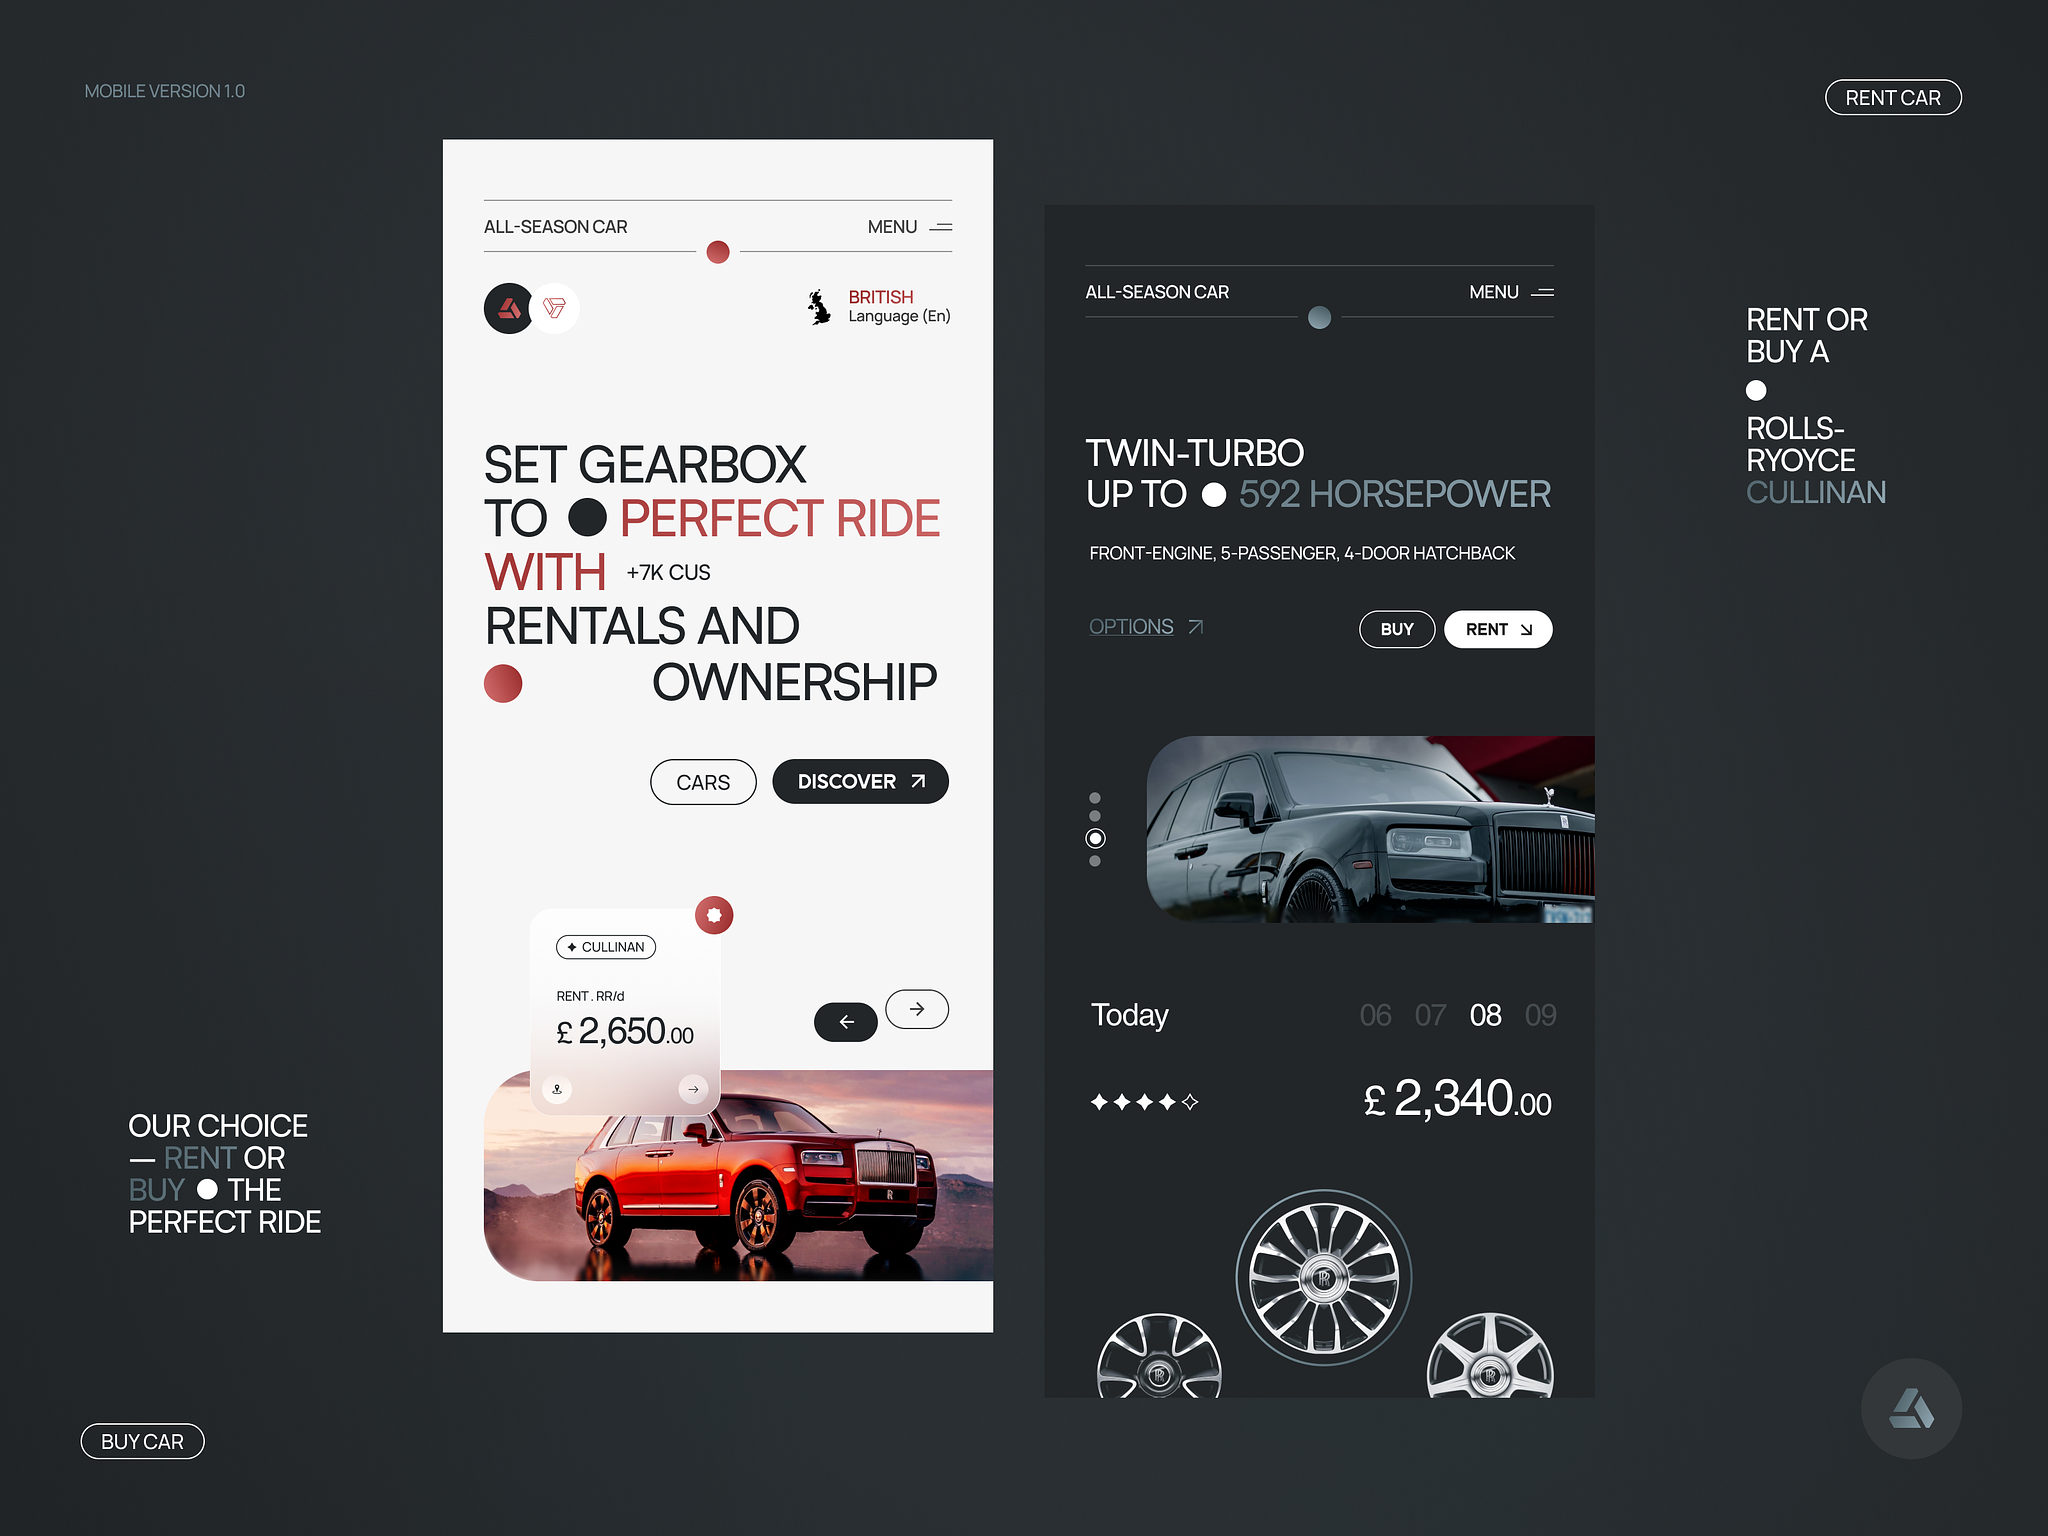 MOBILE VERSION 1.0
RENT CAR
ALL-SEASON CAR
MENU
BRITISH
Language (En)
SET GEARBOX
TO PERFECT RIDE
WITH +7K CUS
RENTALS AND
OWNERSHIP
CARS
DISCOVER
CULLINAN
RENT . RR/d
£ 2,650.00
ALL-SEASON CAR
MENU
TWIN-TURBO
UP TO 592 HORSEPOWER
FRONT-ENGINE, 5-PASSENGER, 4-DOOR HATCHBACK
OPTIONS
BUY
RENT
Today
06 07 08 09
£ 2,340.00
RENT OR
BUY A
ROLLS-
RYOYCE
CULLINAN
OUR CHOICE
— RENT OR
BUY THE
PERFECT RIDE
BUY CAR